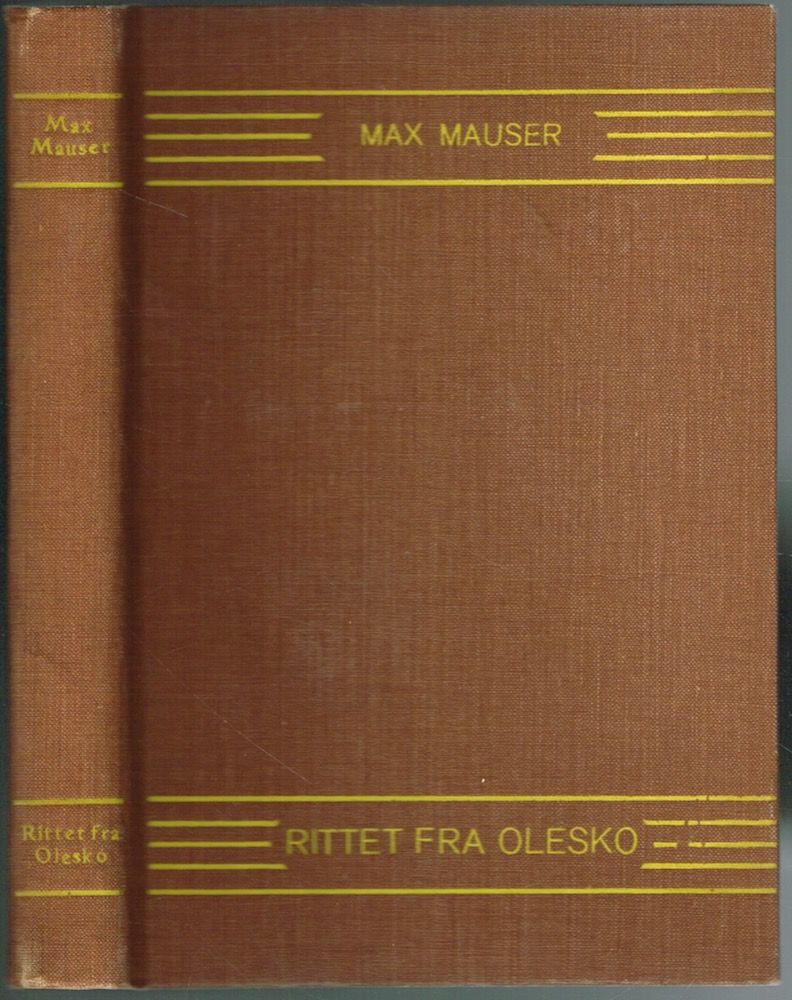 Max
Mauser
Rittet fra
Olesko
MAX MAUSER
RITTET FRA OLESKO